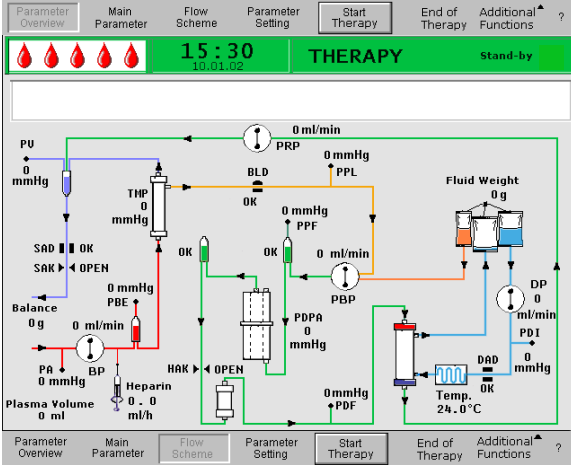 Parameter Overview
Main Parameter
Flow Scheme
Parameter Setting
Start Therapy
End of Therapy
Additional Functions
?
15:30
10.01.02
THERAPY
Stand-by
0 ml/min
PRP
PV
0
mmHg
BLD
OK
0 mmHg
PPL
TMP
0
mmHg
Fluid Weight
0 g
0 mmHg
PPF
OK
OK
0 ml/min
PBP
SAD OK
SAK OPEN
Balance
0 g
0 mmHg
PBE
0 ml/min
BP
PA
0 mmHg
PDPA
0
mmHg
DP
0
ml/min
PDI
0
mmHg
HAK OPEN
Heparin
0.0
ml/h
Plasma Volume
0 ml
0mmHg
PDF
DAD
OK
Temp.
24.0°C
Parameter Overview
Main Parameter
Flow Scheme
Parameter Setting
Start Therapy
End of Therapy
Additional Functions
?